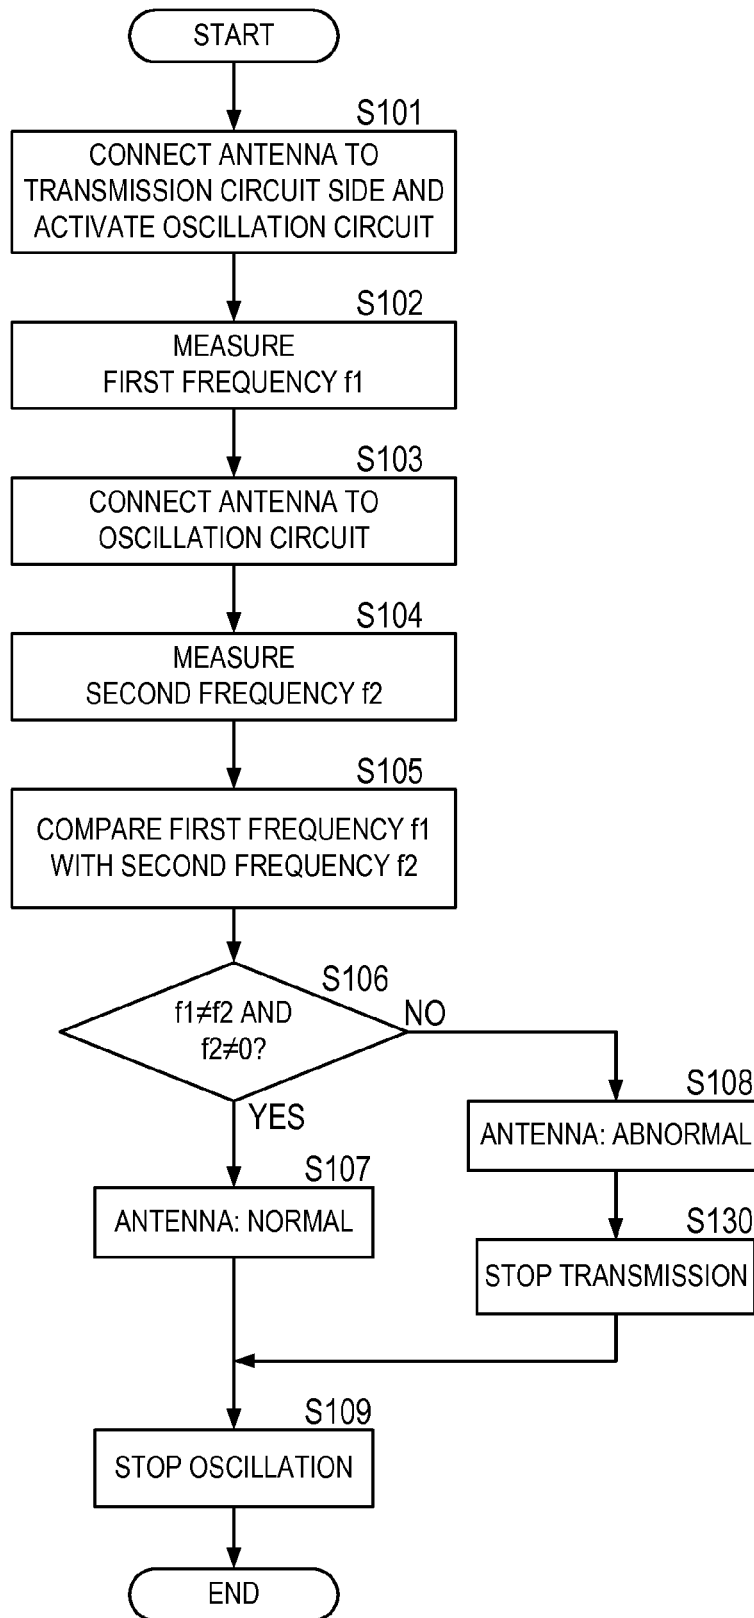 START
S101
CONNECT ANTENNA TO
TRANSMISSION CIRCUIT SIDE AND
ACTIVATE OSCILLATION CIRCUIT
S102
MEASURE
FIRST FREQUENCY f1
S103
CONNECT ANTENNA TO
OSCILLATION CIRCUIT
S104
MEASURE
SECOND FREQUENCY f2
S105
COMPARE FIRST FREQUENCY f1
WITH SECOND FREQUENCY f2
S106
f1≠f2 AND
f2≠0?
NO
YES
S107
ANTENNA: NORMAL
S108
ANTENNA: ABNORMAL
S130
STOP TRANSMISSION
S109
STOP OSCILLATION
END